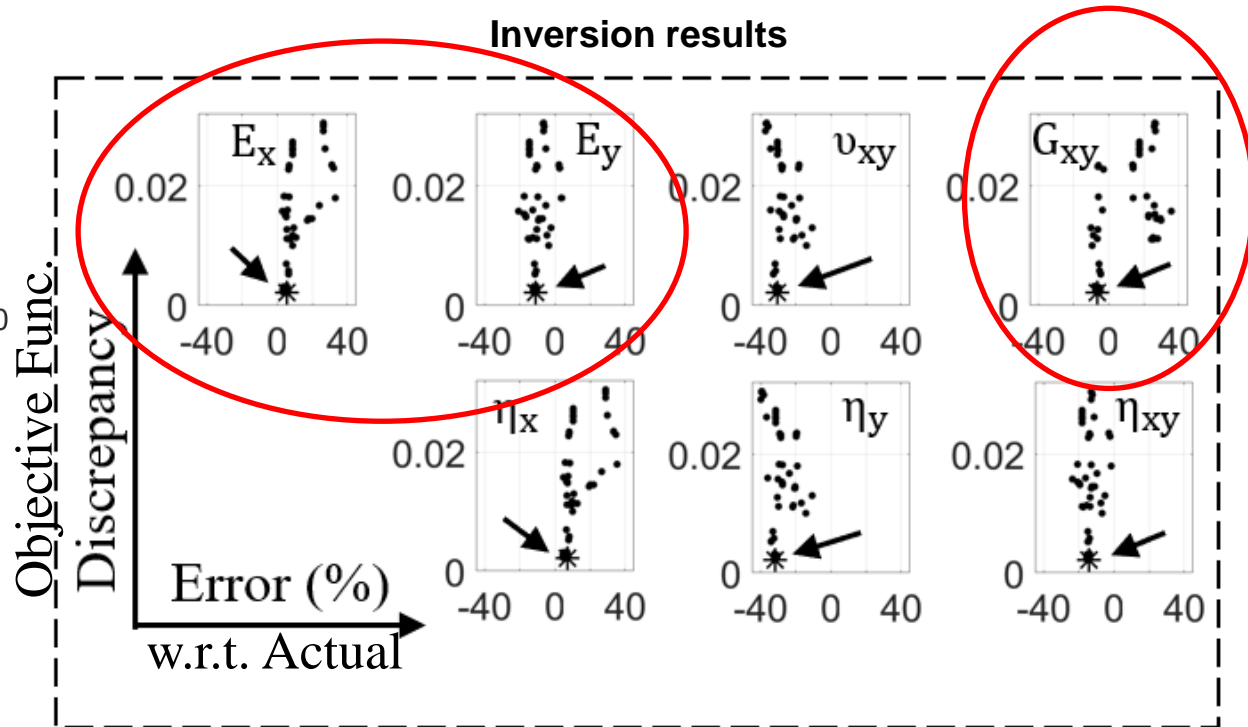 Inversion results
Ex Ey υxy Gxy
0.02 0.02 0.02 0.02
0 0 0 0
-40 0 40 -40 0 40 -40 0 40 -40 0 40
0
ηx ηy ηxy
0.02 0.02 0.02
0 0 0
-40 0 40 -40 0 40 -40 0 40
Objective Func.
Discrepancy
Error (%)
w.r.t. Actual